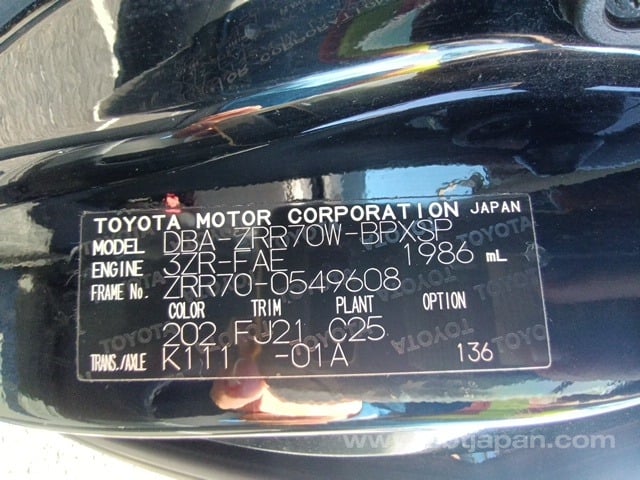 TOYOTA MOTOR CORPORATION JAPAN
MODEL DBA-ZRR70W-BPXSP
ENGINE 3ZR-FAE 1986 mL
FRAME No. ZRR70-0549608
COLOR TRIM PLANT OPTION
202 FJ21 C25
TRANS./AXLE K111 -01A 136